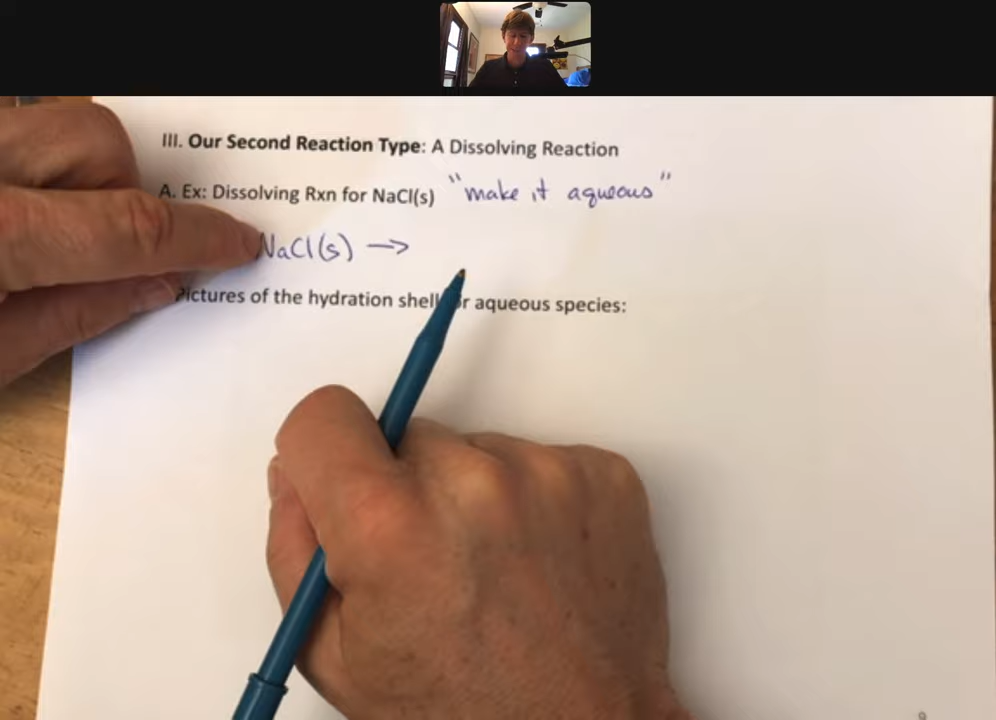 III. Our Second Reaction Type: A Dissolving Reaction
A. Ex: Dissolving Rxn for NaCl(s) "make it aqueous"
NaCl(s) →
Pictures of the hydration shell aqueous species:
9